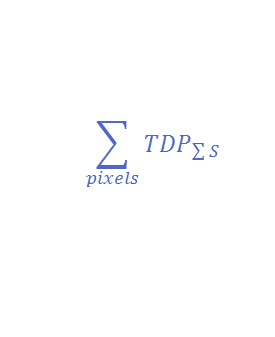 ∑ TDP∑ s
pixels